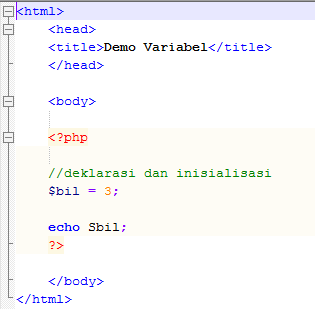 <html>
<head>
<title>Demo Variabel</title>
</head>
<body>
<?php
//deklarasi dan inisialisasi
$bil = 3;
echo Sbil;
?>
</body>
</html>